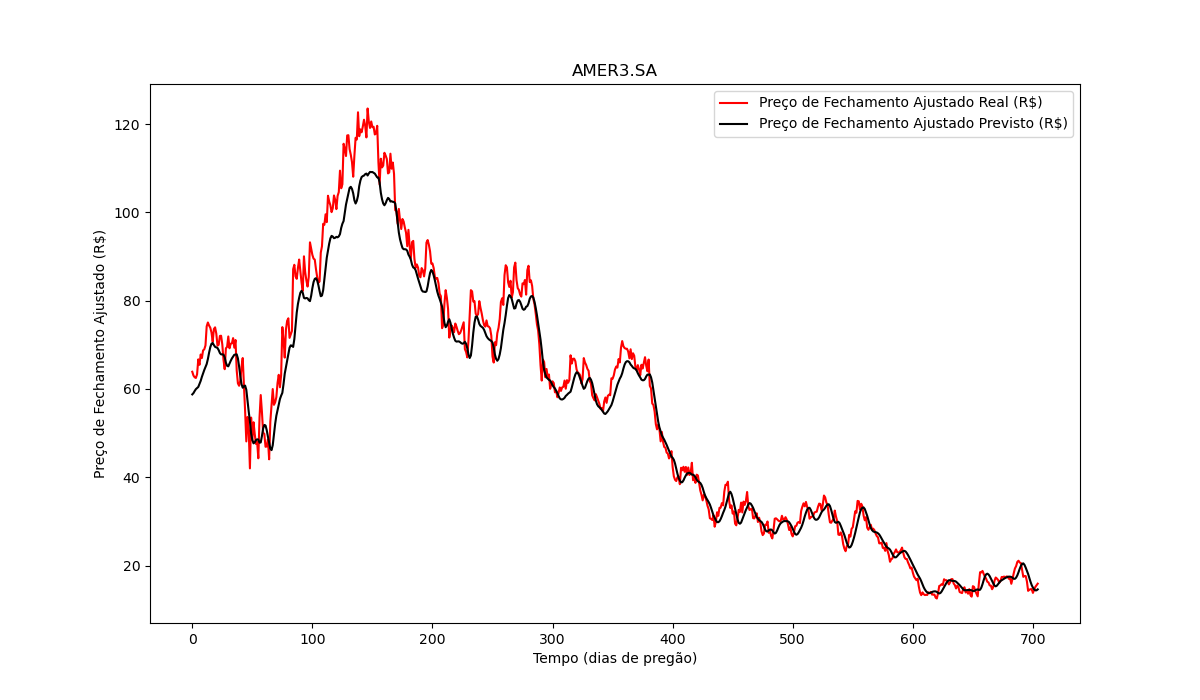 AMER3.SA
Preço de Fechamento Ajustado Real (R$)
Preço de Fechamento Ajustado Previsto (R$)
Preço de Fechamento Ajustado (R$)
120
100
80
60
40
20
0 100 200 300 400 500 600 700
Tempo (dias de pregão)